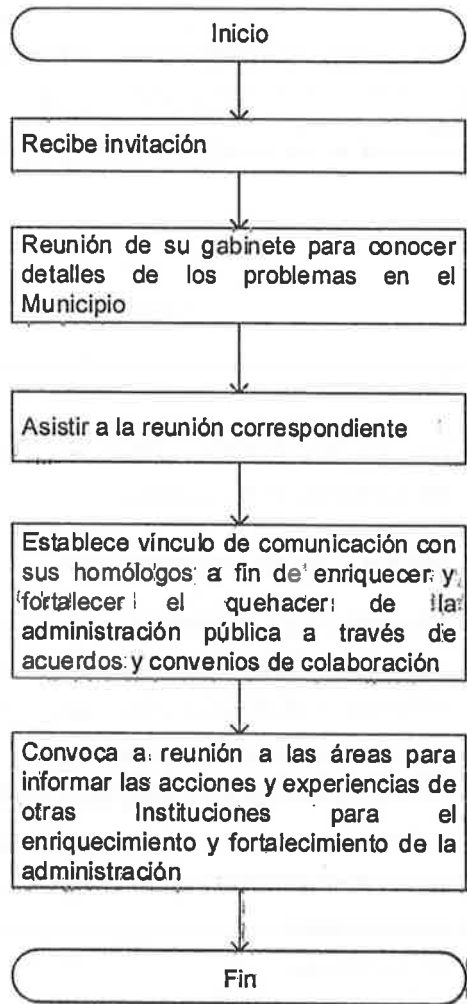 Inicio
Recibe invitación
Reunión de su gabinete para conocer
detalles de los problemas en el
Municipio
Asistir a la reunión correspondiente
Establece vínculo de comunicación con
sus homólogos a fin de enriquecer y
fortalecer el quehacer de la
administración pública a través de
acuerdos y convenios de colaboración
Convoca a reunión a las áreas para
informar las acciones y experiencias de
otras Instituciones para el
enriquecimiento y fortalecimiento de la
administración
Fin